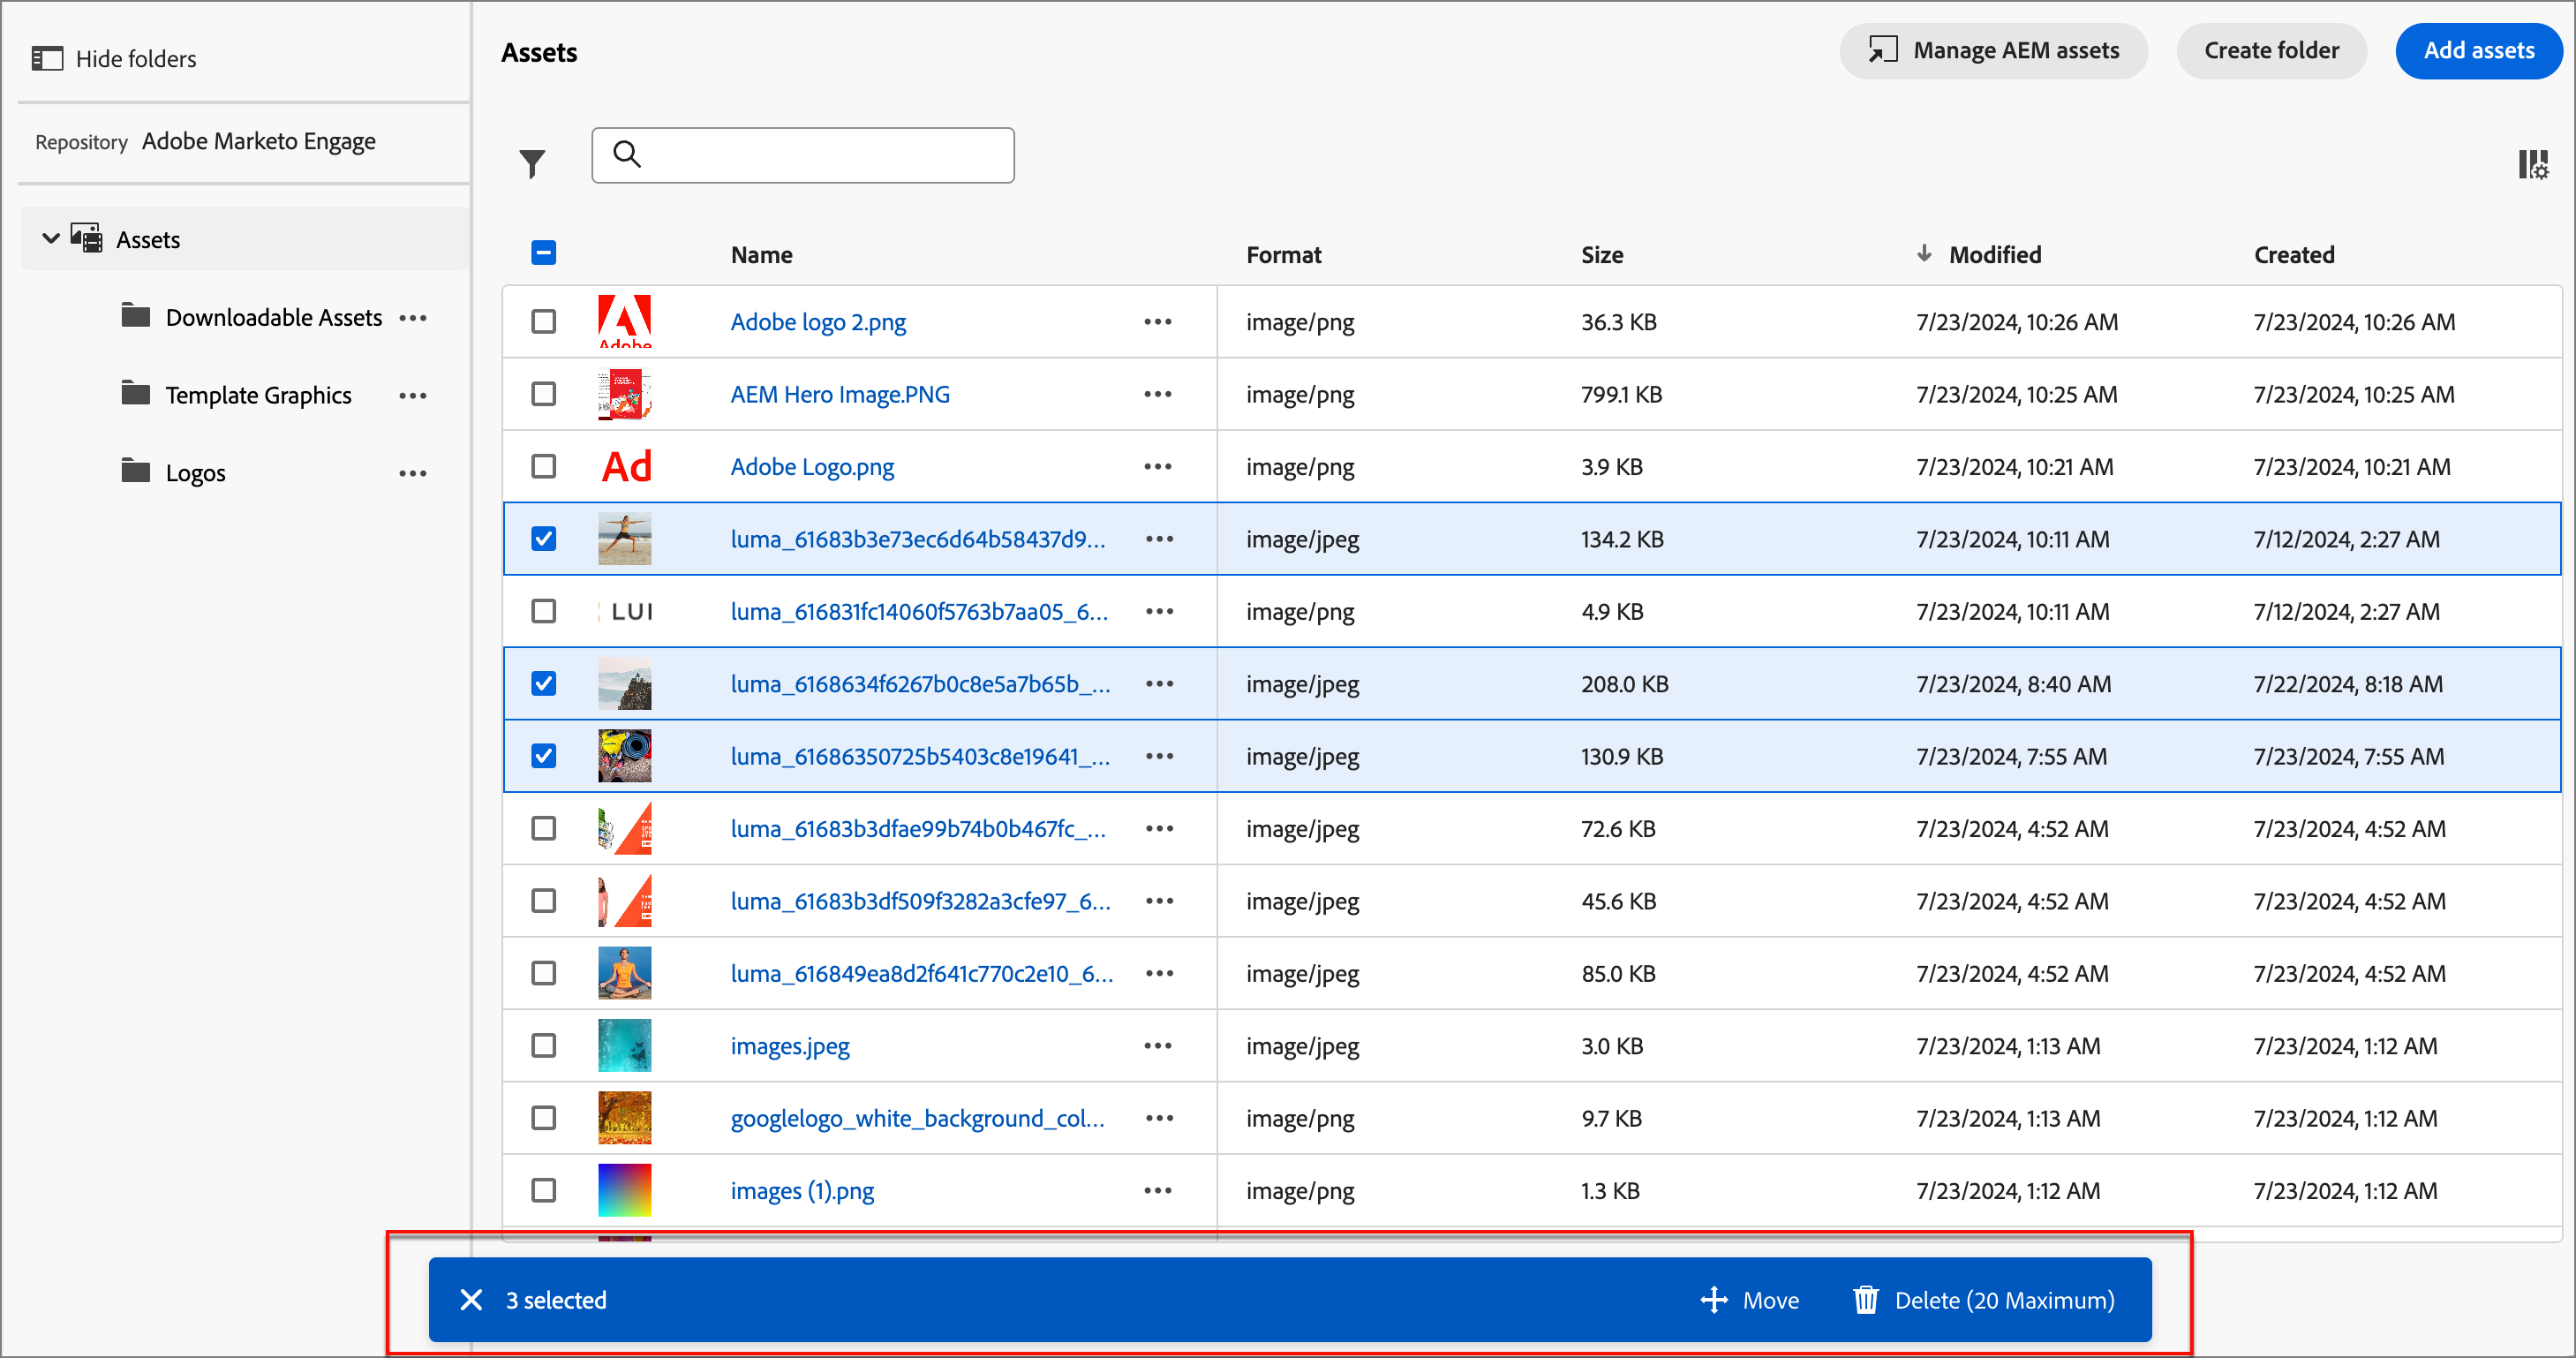 Hide folders
Assets
Manage AEM assets
Create folder
Add assets
Repository Adobe Marketo Engage
Assets
Downloadable Assets
Template Graphics
Logos
Name Format Size Modified Created
Adobe
Adobe logo 2.png image/png 36.3 KB 7/23/2024, 10:26 AM 7/23/2024, 10:26 AM
AEM Hero Image.PNG image/png 799.1 KB 7/23/2024, 10:25 AM 7/23/2024, 10:25 AM
Ad Adobe Logo.png image/png 3.9 KB 7/23/2024, 10:21 AM 7/23/2024, 10:21 AM
luma_61683b3e73ec6d64b58437d9... image/jpeg 134.2 KB 7/23/2024, 10:11 AM 7/12/2024, 2:27 AM
LUI luma_616831fc14060f5763b7aa05_6... image/png 4.9 KB 7/23/2024, 10:11 AM 7/12/2024, 2:27 AM
luma_6168634f6267b0c8e5a7b65b_... image/jpeg 208.0 KB 7/23/2024, 8:40 AM 7/22/2024, 8:18 AM
luma_61686350725b5403c8e19641_... image/jpeg 130.9 KB 7/23/2024, 7:55 AM 7/23/2024, 7:55 AM
luma_61683b3dfae99b74b0b467fc_... image/jpeg 72.6 KB 7/23/2024, 4:52 AM 7/23/2024, 4:52 AM
luma_61683b3df509f3282a3cfe97_6... image/jpeg 45.6 KB 7/23/2024, 4:52 AM 7/23/2024, 4:52 AM
luma_616849ea8d2f641c770c2e10_6... image/jpeg 85.0 KB 7/23/2024, 4:52 AM 7/23/2024, 4:52 AM
images.jpeg image/jpeg 3.0 KB 7/23/2024, 1:13 AM 7/23/2024, 1:12 AM
googlelogo_white_background_col... image/png 9.7 KB 7/23/2024, 1:13 AM 7/23/2024, 1:12 AM
images (1).png image/png 1.3 KB 7/23/2024, 1:12 AM 7/23/2024, 1:12 AM
3 selected Move Delete (20 Maximum)